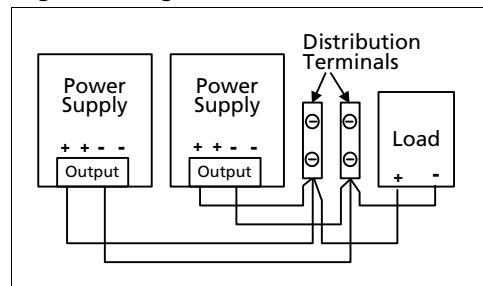 Distribution
Terminals
Power
Supply
+ + - -
Output
Power
Supply
+ + - -
Output
Load
+ -